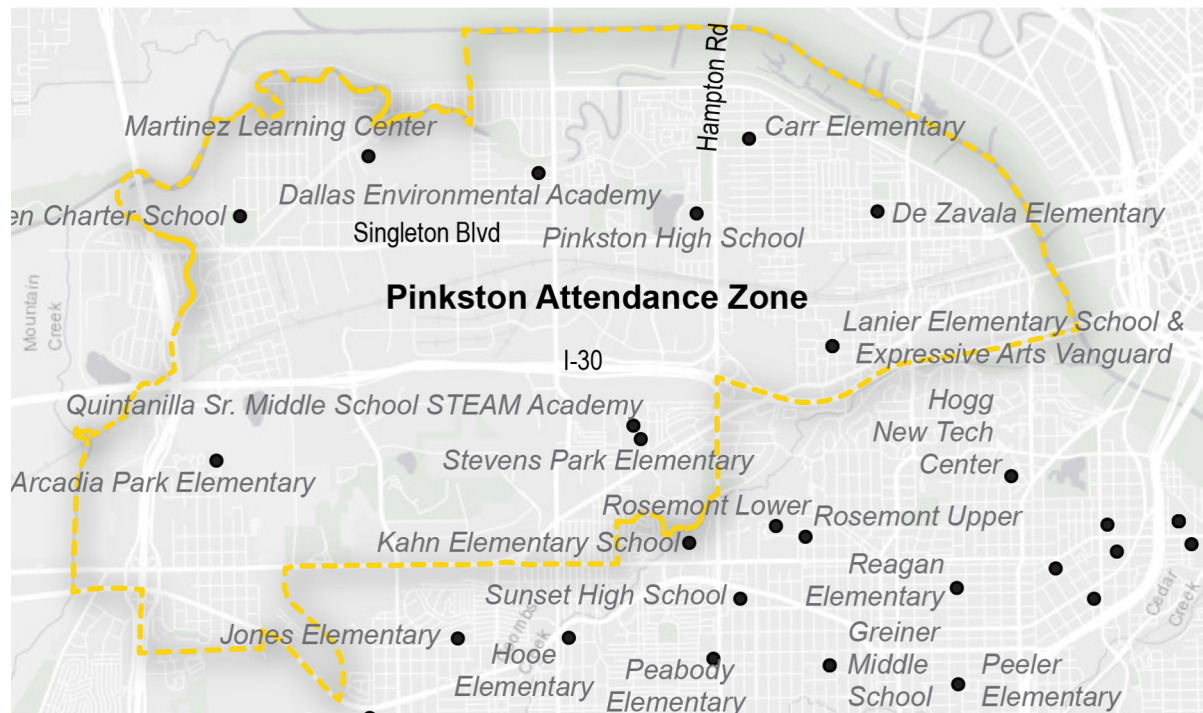 Hampton Rd
Martinez Learning Center
Carr Elementary
Dallas Environmental Academy
en Charter School
De Zavala Elementary
Singleton Blvd
Pinkston High School
Mountain
Creek
Pinkston Attendance Zone
Lanier Elementary School &
Expressive Arts Vanguard
I-30
Quintanilla Sr. Middle School STEAM Academy
Hogg
New Tech
Center
Stevens Park Elementary
Arcadia Park Elementary
Rosemont Lower
Rosemont Upper
Kahn Elementary School
Reagan
Elementary
Sunset High School
Cedar
Creek
Jones Elementary
Hooe
Elementary
Creek
Peabody
Elementary
Greiner
Middle
School
Peeler
Elementary